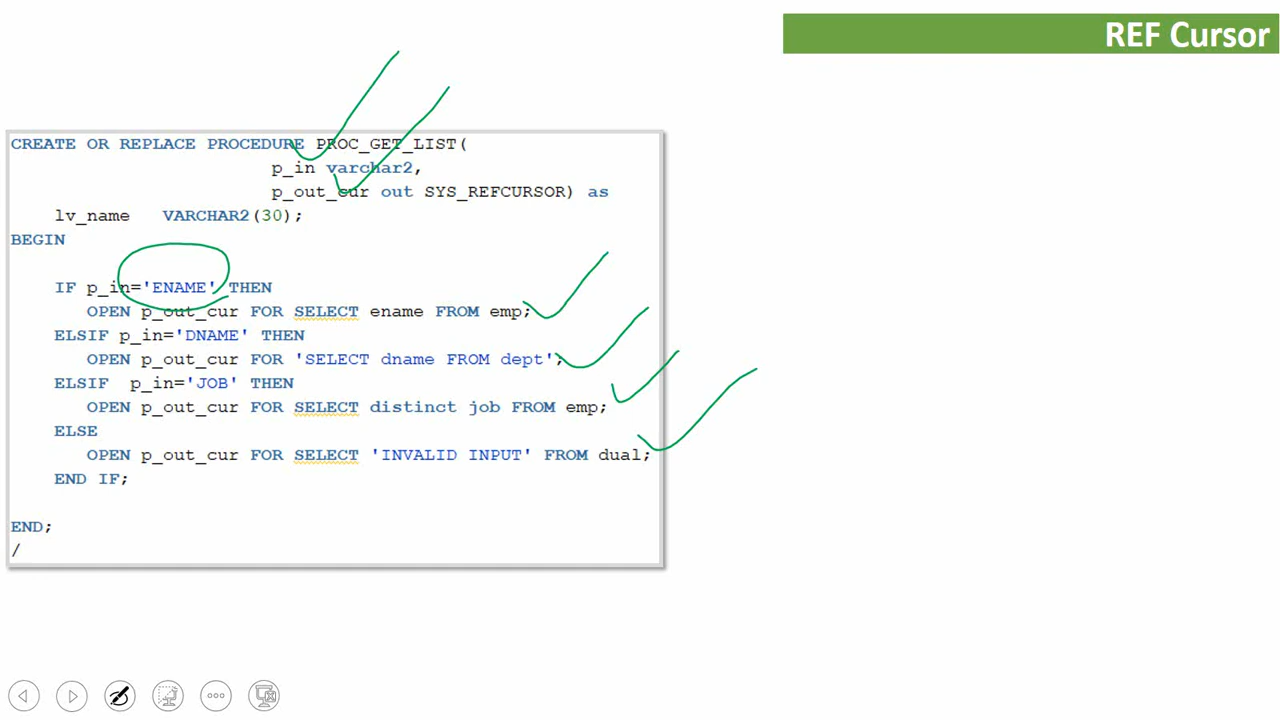 REF Cursor
CREATE OR REPLACE PROCEDURE PROC_GET_LIST(
p_in varchar2,
p_out_cur out SYS_REFCURSOR) as
lv_name VARCHAR2(30);
BEGIN
IF p_in='ENAME' THEN
OPEN p_out_cur FOR SELECT ename FROM emp;
ELSIF p_in='DNAME' THEN
OPEN p_out_cur FOR 'SELECT dname FROM dept';
ELSIF p_in='JOB' THEN
OPEN p_out_cur FOR SELECT distinct job FROM emp;
ELSE
OPEN p_out_cur FOR SELECT 'INVALID INPUT' FROM dual;
END IF;
END;
/